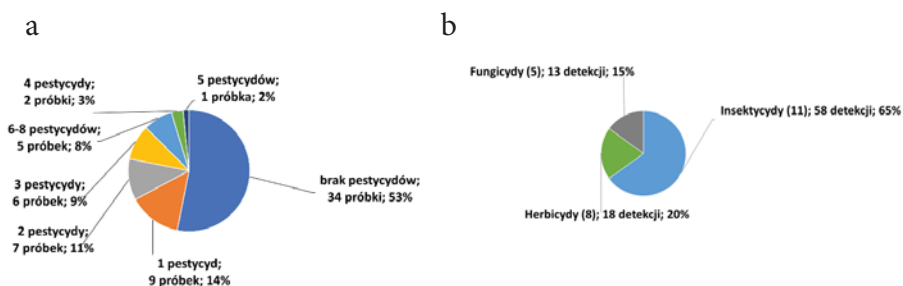 a
4 pestycydy;
2 próbki; 3%
5 pestycydów;
1 próbka; 2%
6-8 pestycydów;
5 próbek; 8%
3 pestycydy;
6 próbek; 9%
2 pestycydy;
7 próbek; 11%
1 pestycyd;
9 próbek; 14%
brak pestycydów;
34 próbki; 53%
b
Fungicydy (5); 13 detekcji; 15%
Insektycydy (11); 58 detekcji; 65%
Herbicydy (8); 18 detekcji; 20%